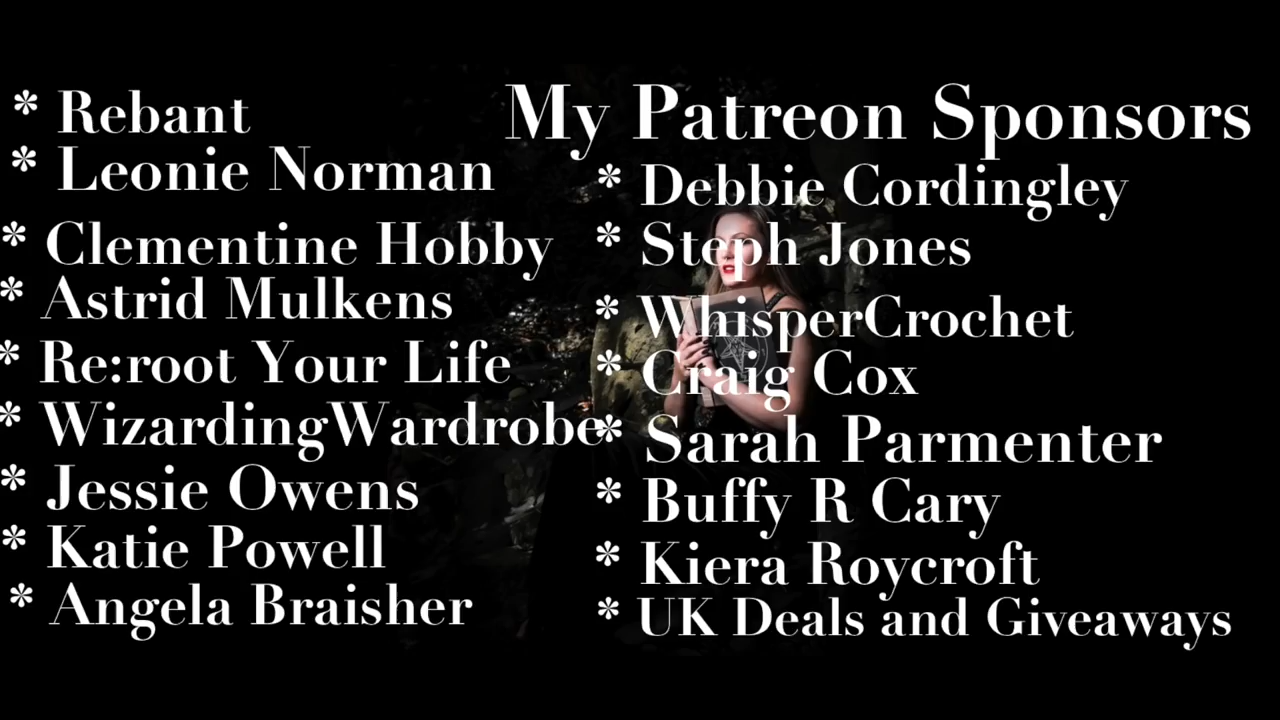 My Patreon Sponsors
* Rebant
* Leonie Norman
* Clementine Hobby
* Astrid Mulkens
* Re:root Your Life
* WizardingWardrobe
* Jessie Owens
* Katie Powell
* Angela Braisher
* Debbie Cordingley
* Steph Jones
* WhisperCrochet
* Craig Cox
* Sarah Parmenter
* Buffy R Cary
* Kiera Roycroft
* UK Deals and Giveaways